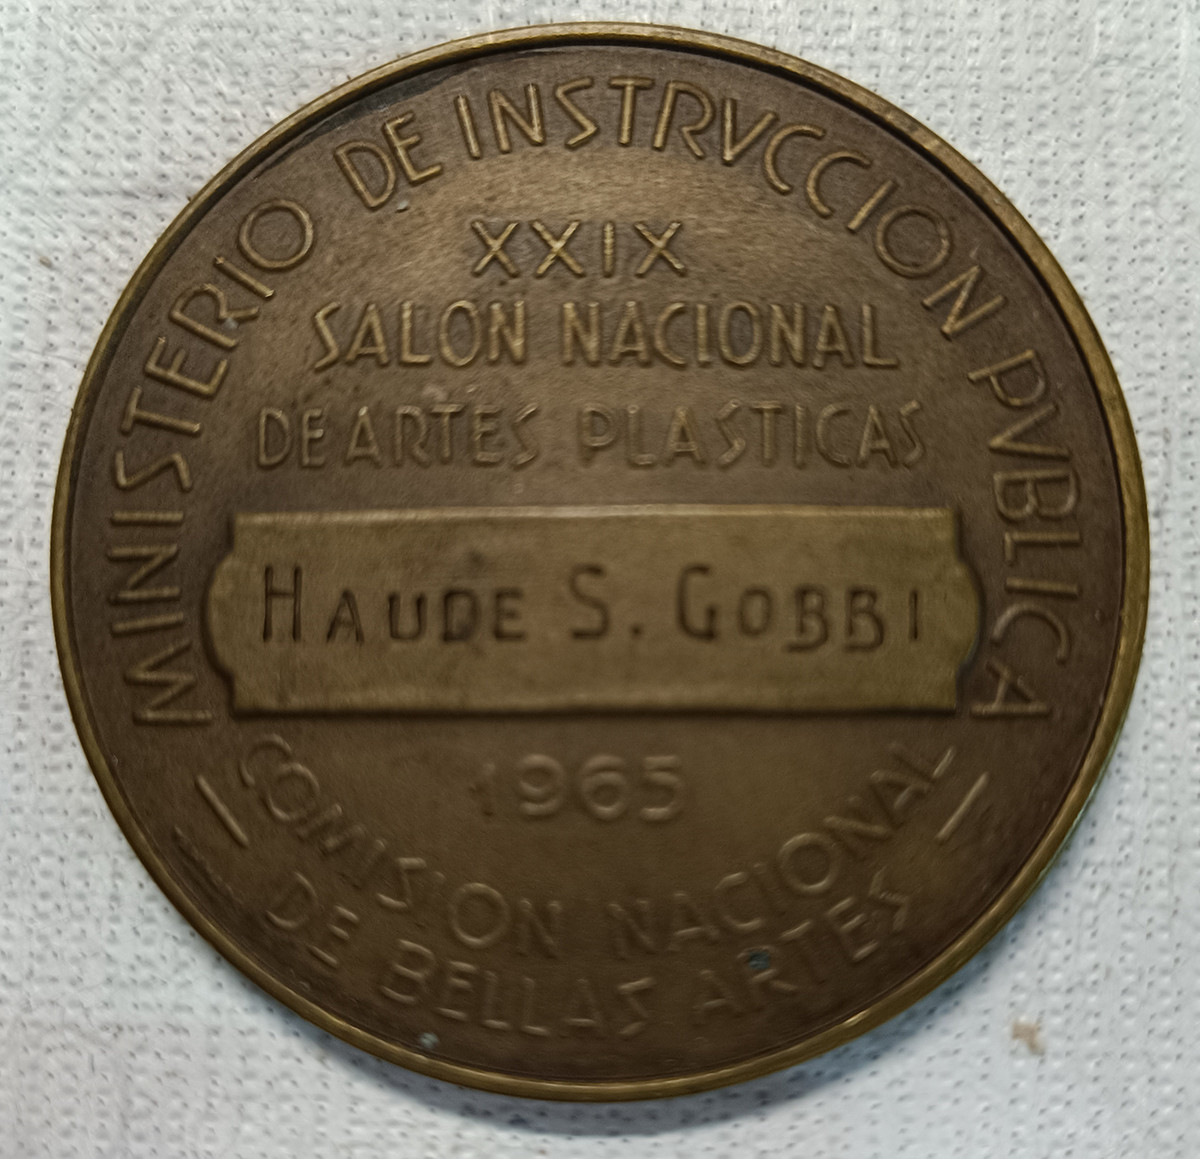 MINISTERIO DE INSTRVCCION PVBLICA
XXIX
SALON NACIONAL
DE ARTES PLASTICAS
HAUDE S. GOBBI
1965
COMISION NACIONAL
DE BELLAS ARTES